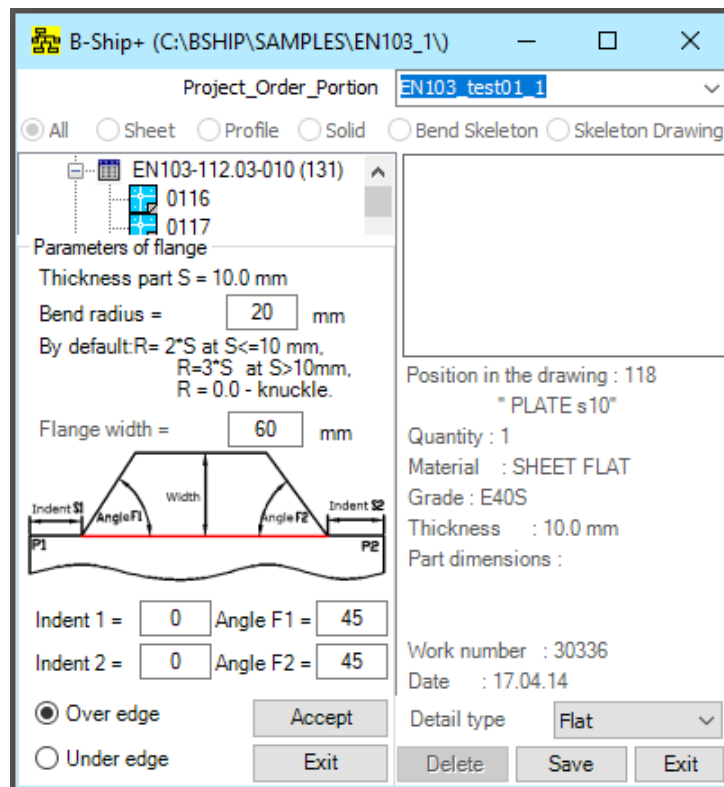 B-Ship+ (C:\BSHIP\SAMPLES\EN103_1\)
Project_Order_Portion EN103_test01_1
All Sheet Profile Solid Bend Skeleton Skeleton Drawing
EN103-112.03-010 (131)
0116
0117
Parameters of flange
Thickness part S = 10.0 mm
Bend radius = 20 mm
By default:R= 2*S at S<=10 mm,
R=3*S at S>10mm,
R = 0.0 - knuckle.
Flange width = 60 mm
Indent S1 Angle F1 Width Angle F2 Indent S2
P1 P2
Indent 1 = 0 Angle F1 = 45
Indent 2 = 0 Angle F2 = 45
Over edge Accept
Under edge Exit
Position in the drawing : 118
" PLATE s10"
Quantity : 1
Material : SHEET FLAT
Grade : E40S
Thickness : 10.0 mm
Part dimensions :
Work number : 30336
Date : 17.04.14
Detail type Flat
Delete Save Exit